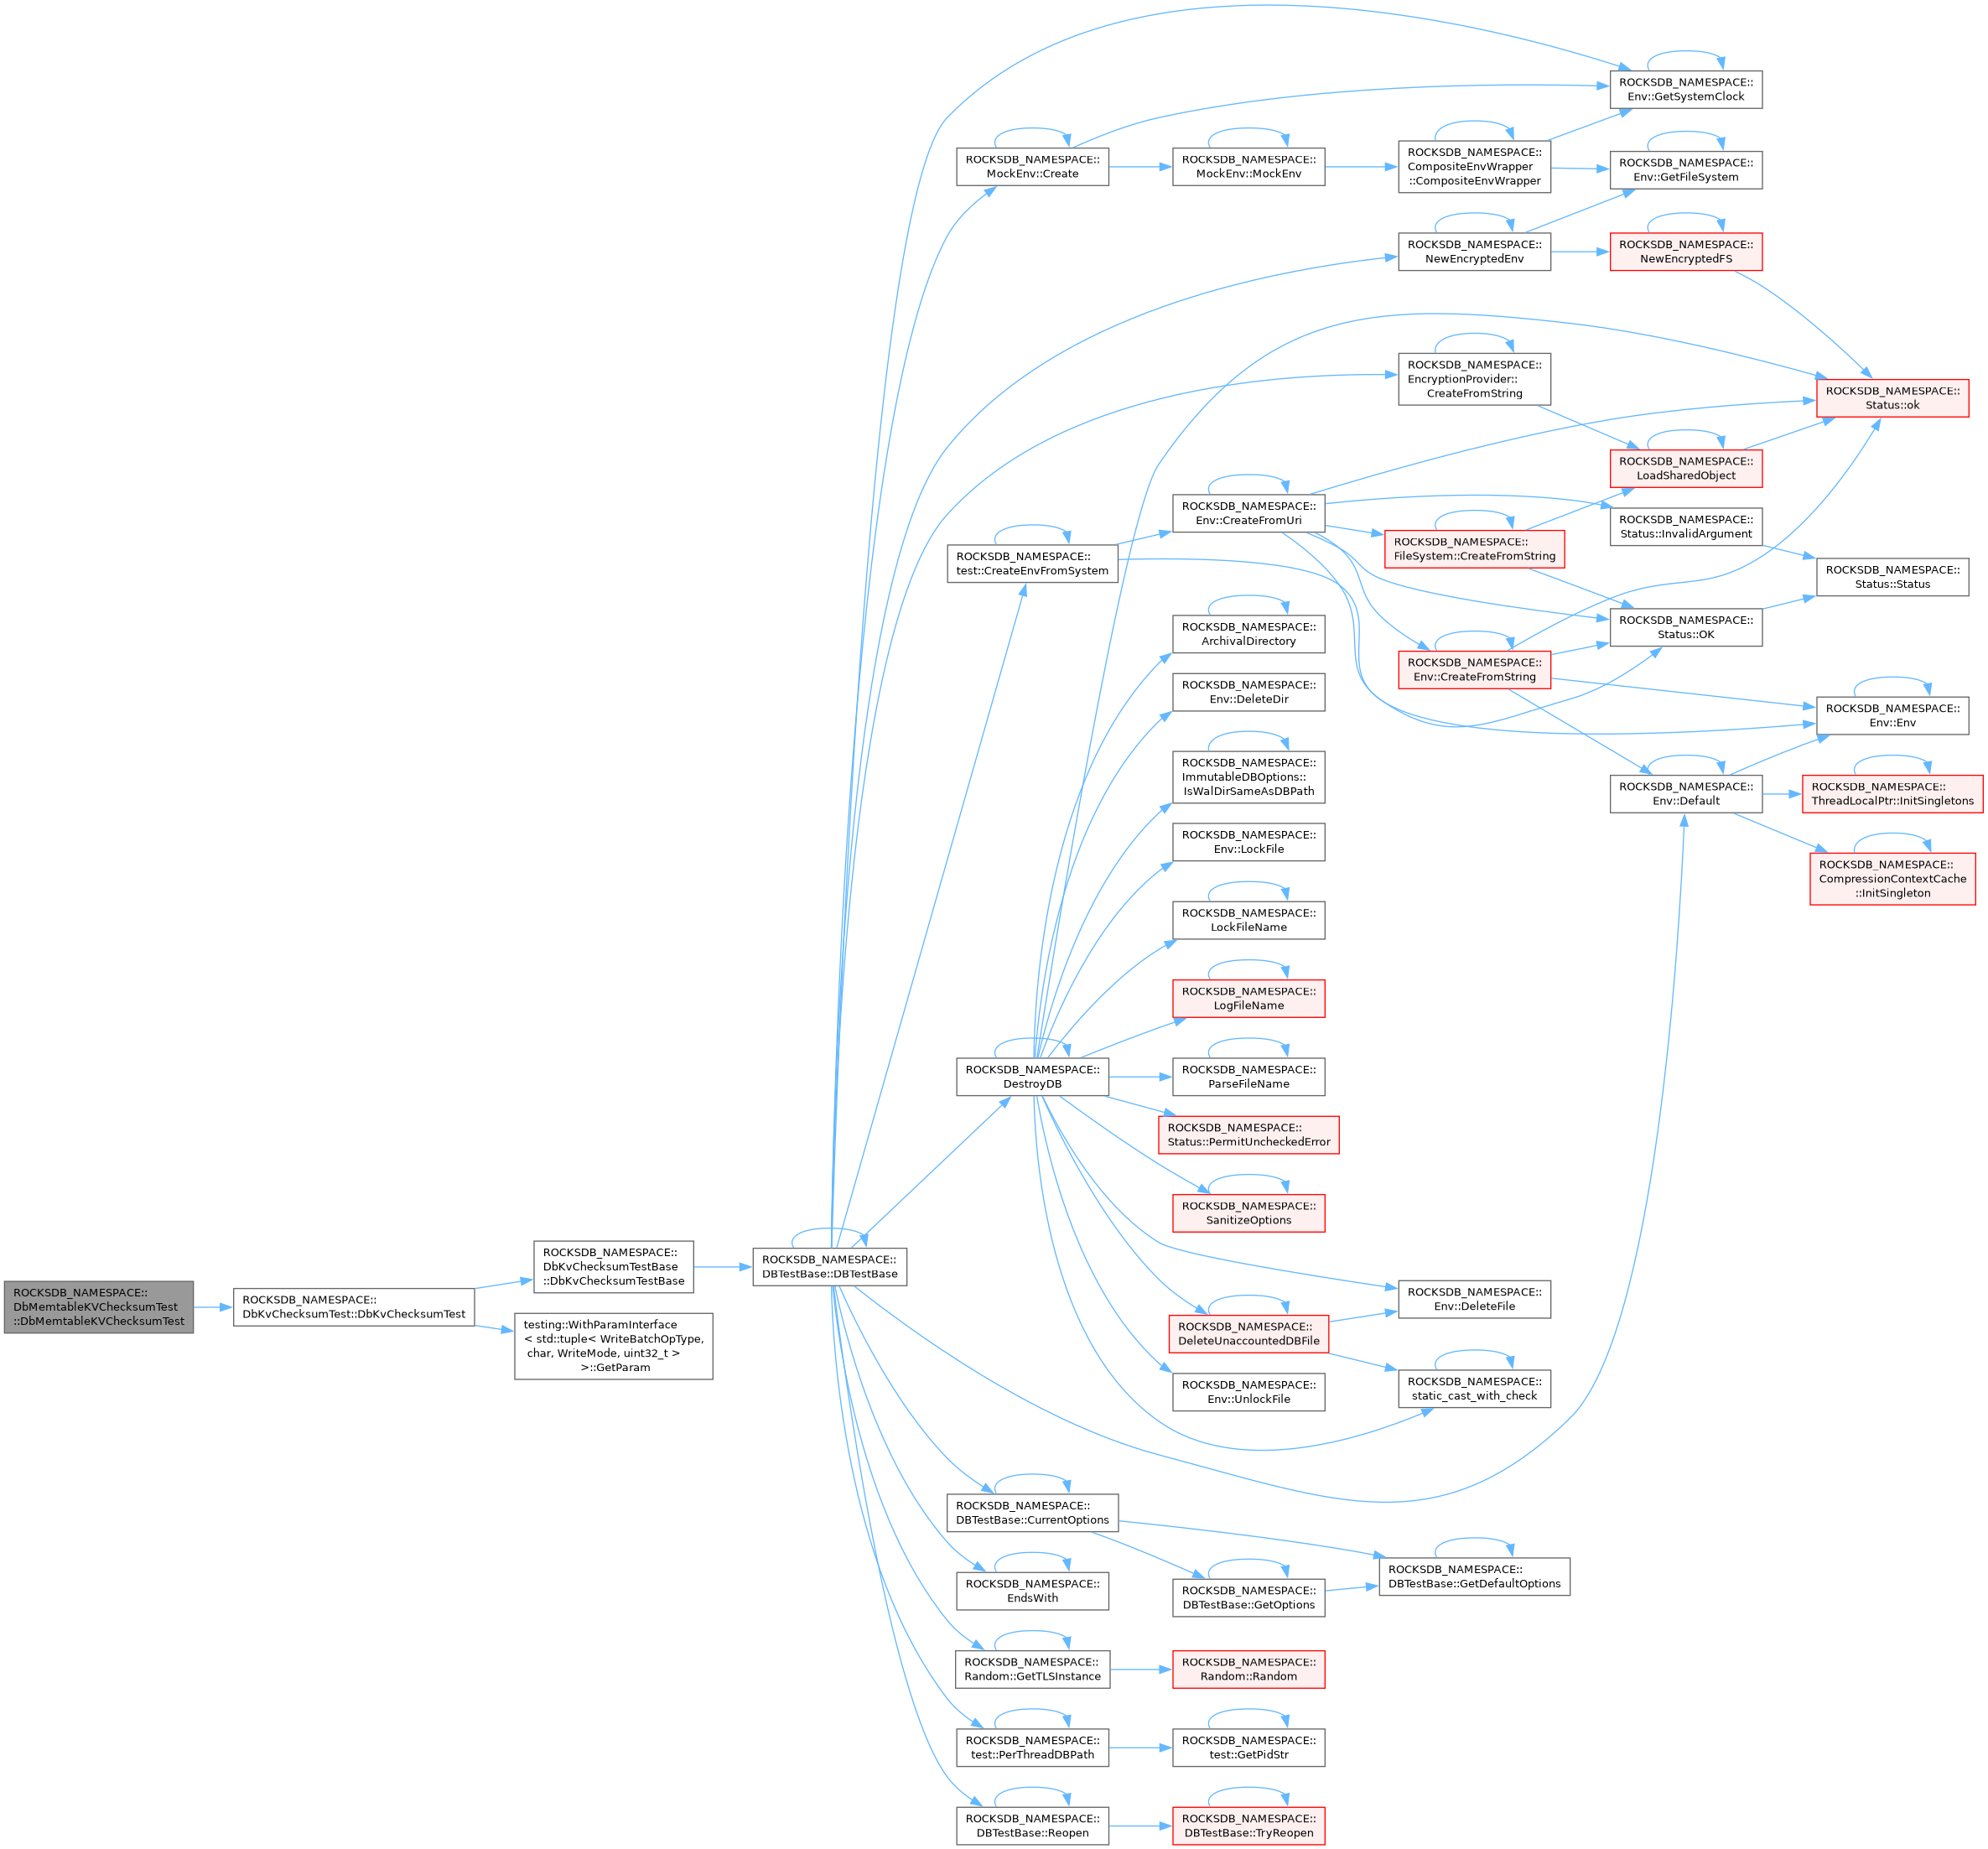 ROCKSDB_NAMESPACE::
DbMemtableKVChecksumTest
::DbMemtableKVChecksumTest
ROCKSDB_NAMESPACE::
DbKvChecksumTest::DbKvChecksumTest
ROCKSDB_NAMESPACE::
DbKvChecksumTestBase
::DbKvChecksumTestBase
testing::WithParamInterface
< std::tuple< WriteBatchOpType,
char, WriteMode, uint32_t >
>::GetParam
ROCKSDB_NAMESPACE::
DBTestBase::DBTestBase
ROCKSDB_NAMESPACE::
MockEnv::Create
ROCKSDB_NAMESPACE::
test::CreateEnvFromSystem
ROCKSDB_NAMESPACE::
DestroyDB
ROCKSDB_NAMESPACE::
DBTestBase::CurrentOptions
ROCKSDB_NAMESPACE::
EndsWith
ROCKSDB_NAMESPACE::
Random::GetTLSInstance
ROCKSDB_NAMESPACE::
test::PerThreadDBPath
ROCKSDB_NAMESPACE::
DBTestBase::Reopen
ROCKSDB_NAMESPACE::
MockEnv::MockEnv
ROCKSDB_NAMESPACE::
Env::CreateFromUri
ROCKSDB_NAMESPACE::
ArchivalDirectory
ROCKSDB_NAMESPACE::
Env::DeleteDir
ROCKSDB_NAMESPACE::
ImmutableDBOptions::
IsWalDirSameAsDBPath
ROCKSDB_NAMESPACE::
Env::LockFile
ROCKSDB_NAMESPACE::
LockFileName
ROCKSDB_NAMESPACE::
LogFileName
ROCKSDB_NAMESPACE::
ParseFileName
ROCKSDB_NAMESPACE::
Status::PermitUncheckedError
ROCKSDB_NAMESPACE::
SanitizeOptions
ROCKSDB_NAMESPACE::
DeleteUnaccountedDBFile
ROCKSDB_NAMESPACE::
Env::UnlockFile
ROCKSDB_NAMESPACE::
DBTestBase::GetOptions
ROCKSDB_NAMESPACE::
Random::Random
ROCKSDB_NAMESPACE::
test::GetPidStr
ROCKSDB_NAMESPACE::
DBTestBase::TryReopen
ROCKSDB_NAMESPACE::
CompositeEnvWrapper
::CompositeEnvWrapper
ROCKSDB_NAMESPACE::
NewEncryptedEnv
ROCKSDB_NAMESPACE::
EncryptionProvider::
CreateFromString
ROCKSDB_NAMESPACE::
FileSystem::CreateFromString
ROCKSDB_NAMESPACE::
Env::CreateFromString
ROCKSDB_NAMESPACE::
Env::DeleteFile
ROCKSDB_NAMESPACE::
static_cast_with_check
ROCKSDB_NAMESPACE::
DBTestBase::GetDefaultOptions
ROCKSDB_NAMESPACE::
Env::GetSystemClock
ROCKSDB_NAMESPACE::
Env::GetFileSystem
ROCKSDB_NAMESPACE::
NewEncryptedFS
ROCKSDB_NAMESPACE::
LoadSharedObject
ROCKSDB_NAMESPACE::
Status::InvalidArgument
ROCKSDB_NAMESPACE::
Status::OK
ROCKSDB_NAMESPACE::
Env::Default
ROCKSDB_NAMESPACE::
Status::ok
ROCKSDB_NAMESPACE::
Status::Status
ROCKSDB_NAMESPACE::
Env::Env
ROCKSDB_NAMESPACE::
ThreadLocalPtr::InitSingletons
ROCKSDB_NAMESPACE::
CompressionContextCache
::InitSingleton